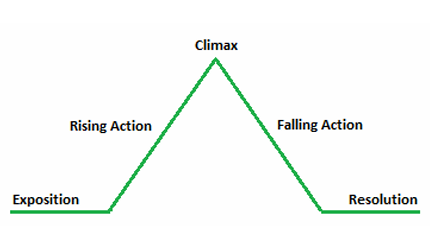 Climax
Rising Action
Falling Action
Exposition
Resolution